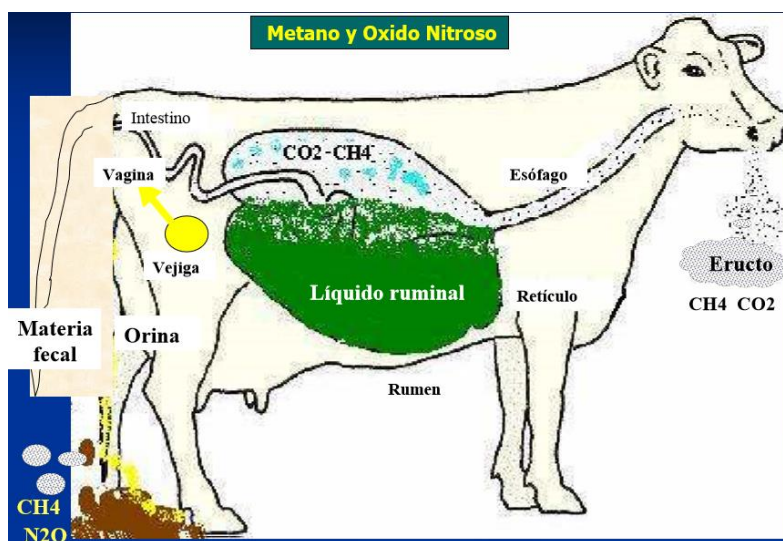 Metano y Oxido Nitroso
Intestino
CO2-CH4
Vagina
Esófago
Vejiga
Eructo
Líquido ruminal
Retículo
CH4 CO2
Materia
fecal
Orina
Rumen
CH4
N2O